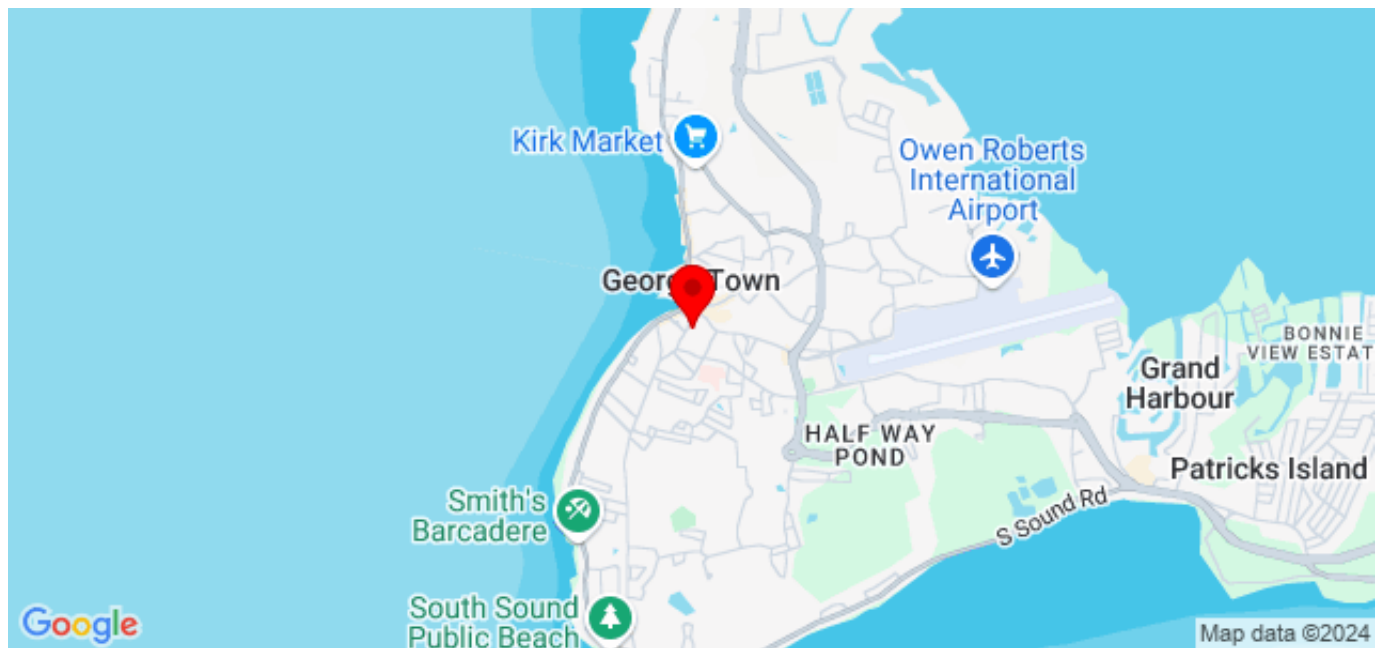 Kirk Market
Owen Roberts
International
Airport
George Town
BONNIE
VIEW ESTAT
Grand
Harbour
HALF WAY
POND
Patricks Island
Smith's
Barcadere
S Sound Rd
South Sound
Public Beach
Google
Map data ©2024